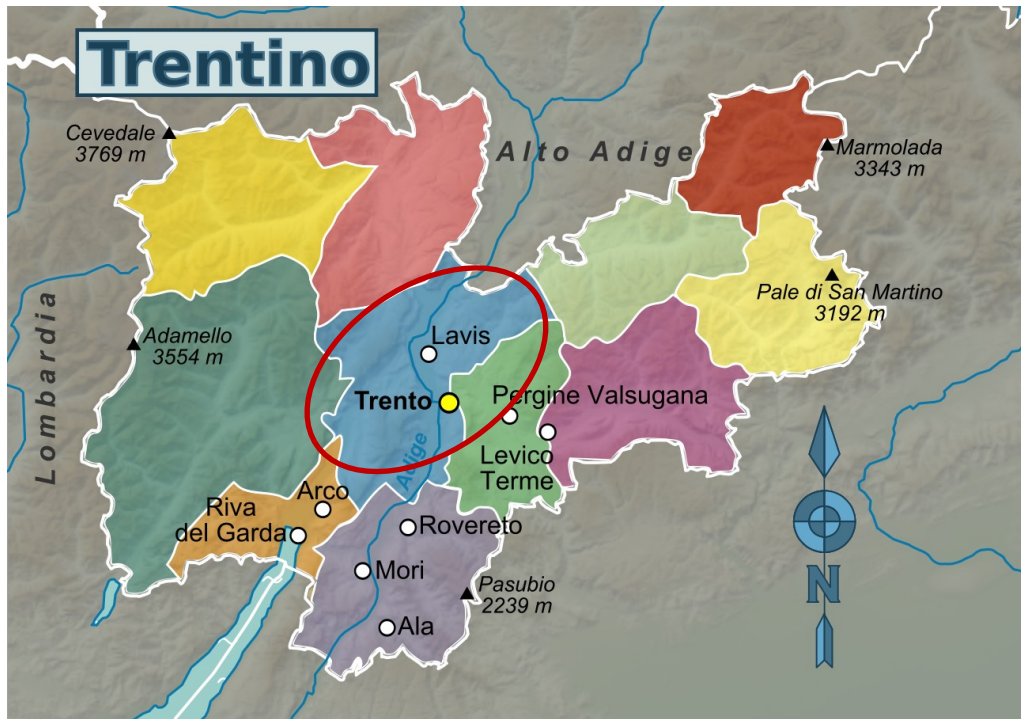 Trentino
Cevedale
3769 m
Alto Adige
Marmolada
3343 m
Lombardia
Adamello
3554 m
Pale di San Martino
3192 m
Lavis
Trento
Pergine Valsugana
Adige
Levico
Terme
Arco
Riva
del Garda
Rovereto
Mori
Pasubio
2239 m
Ala
N